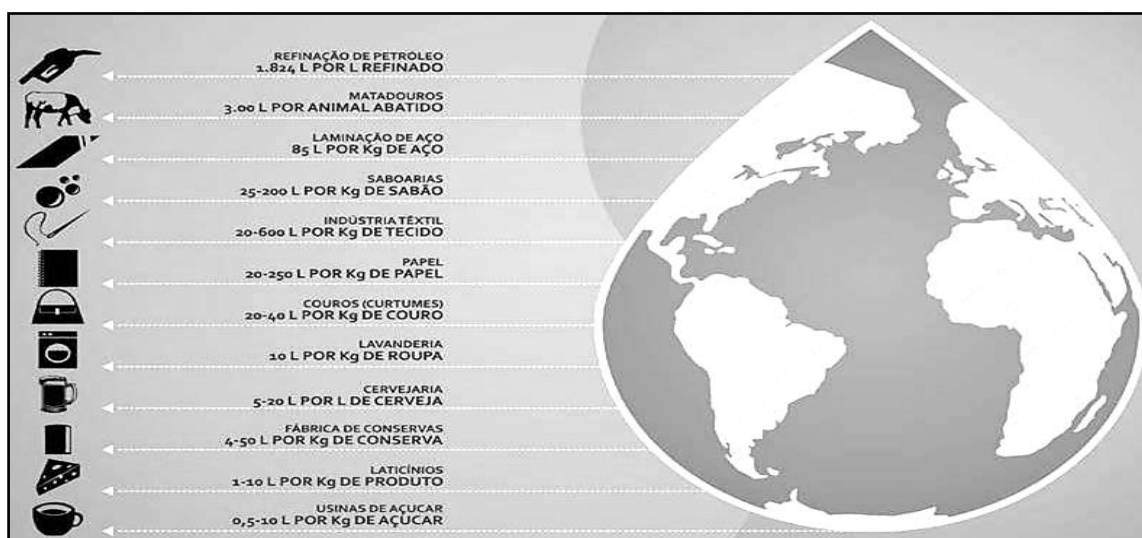 REFINAÇÃO DE PETRÓLEO
1.824 L POR L REFINADO
MATADOUROS
3.00 L POR ANIMAL ABATIDO
LAMINAÇÃO DE AÇO
85 L POR Kg DE AÇO
SABOARIAS
25-200 L POR Kg DE SABÃO
INDÚSTRIA TÊXTIL
20-600 L POR Kg DE TECIDO
PAPEL
20-250 L POR Kg DE PAPEL
COUROS (CURTUMES)
20-40 L POR Kg DE COURO
LAVANDERIA
10 L POR Kg DE ROUPA
CERVEJARIA
5-20 L POR L DE CERVEJA
FÁBRICA DE CONSERVAS
4-50 L POR Kg DE CONSERVA
LATICÍNIOS
1-10 L POR Kg DE PRODUTO
USINAS DE AÇUCAR
0,5-10 L POR Kg DE AÇUCAR